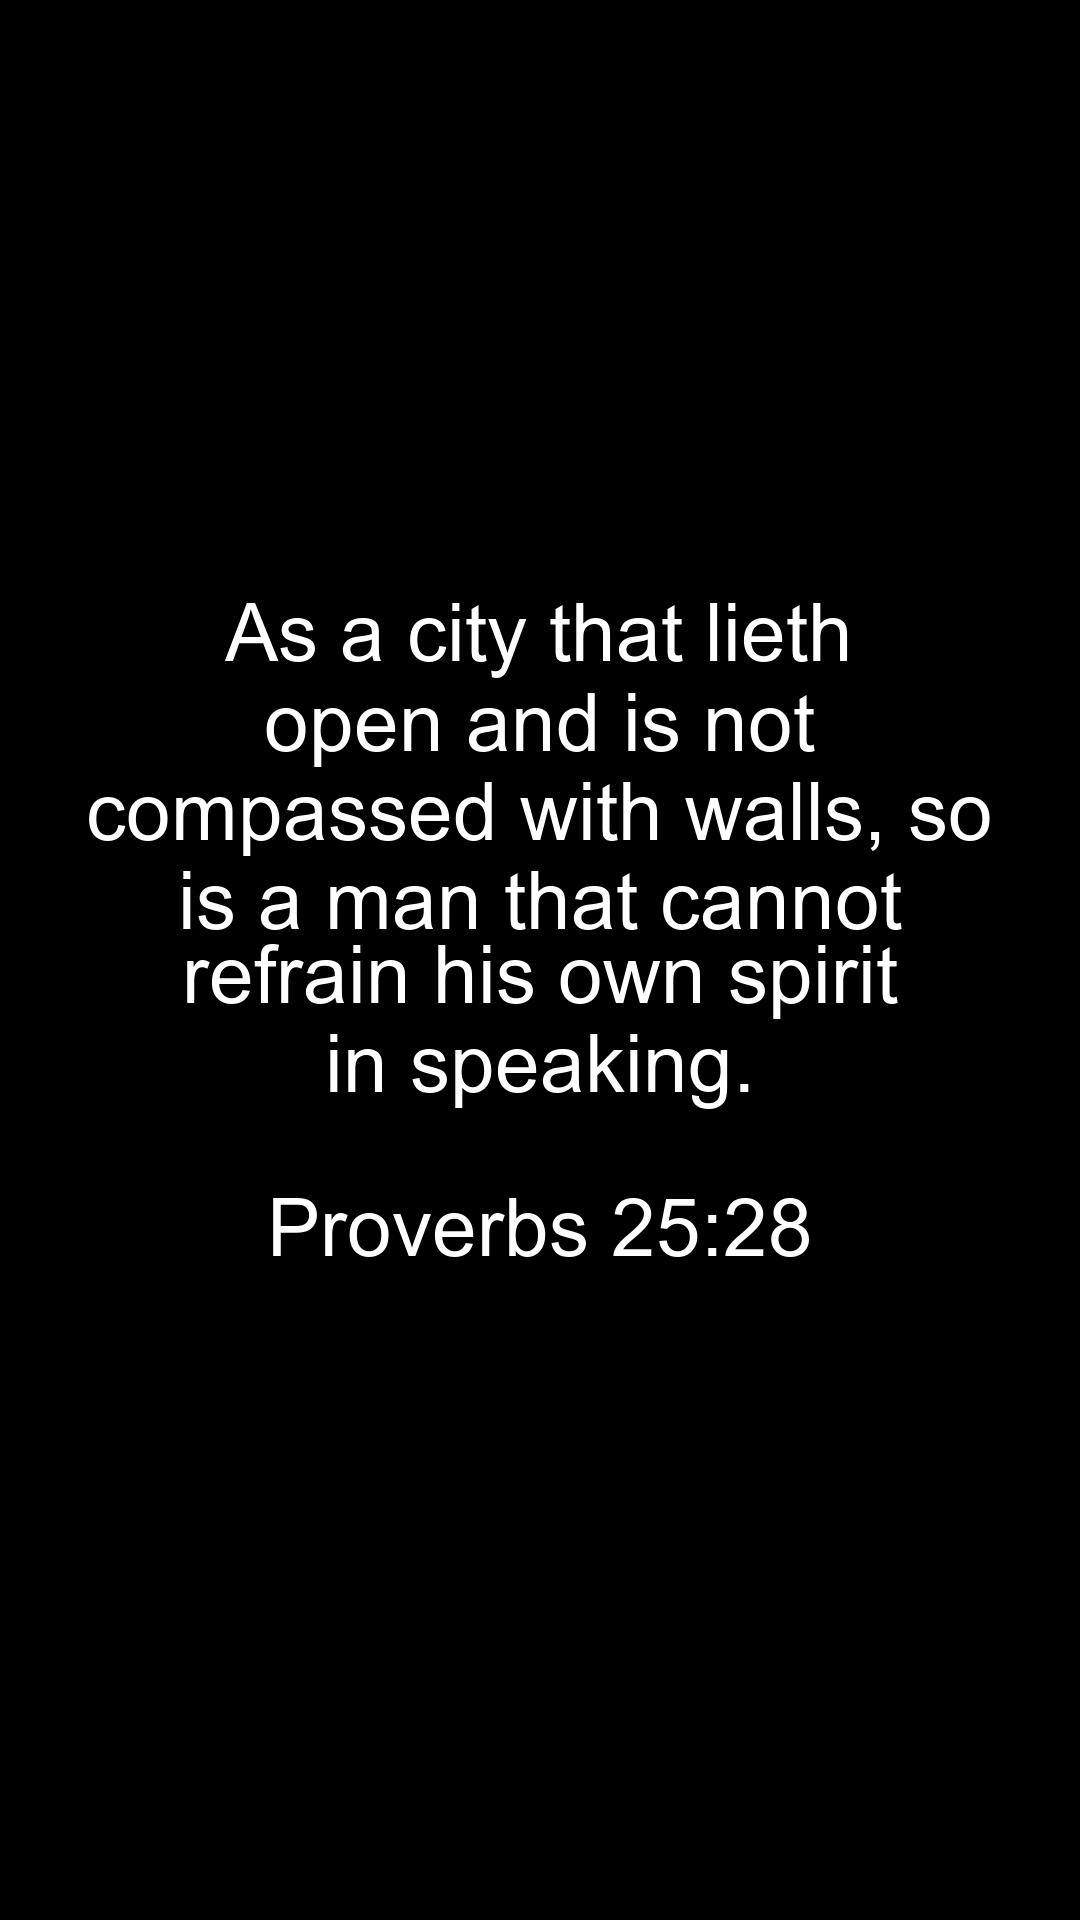 As a city that lieth
open and is not
compassed with walls, so
is a man that cannot
refrain his own spirit
in speaking.
Proverbs 25:28